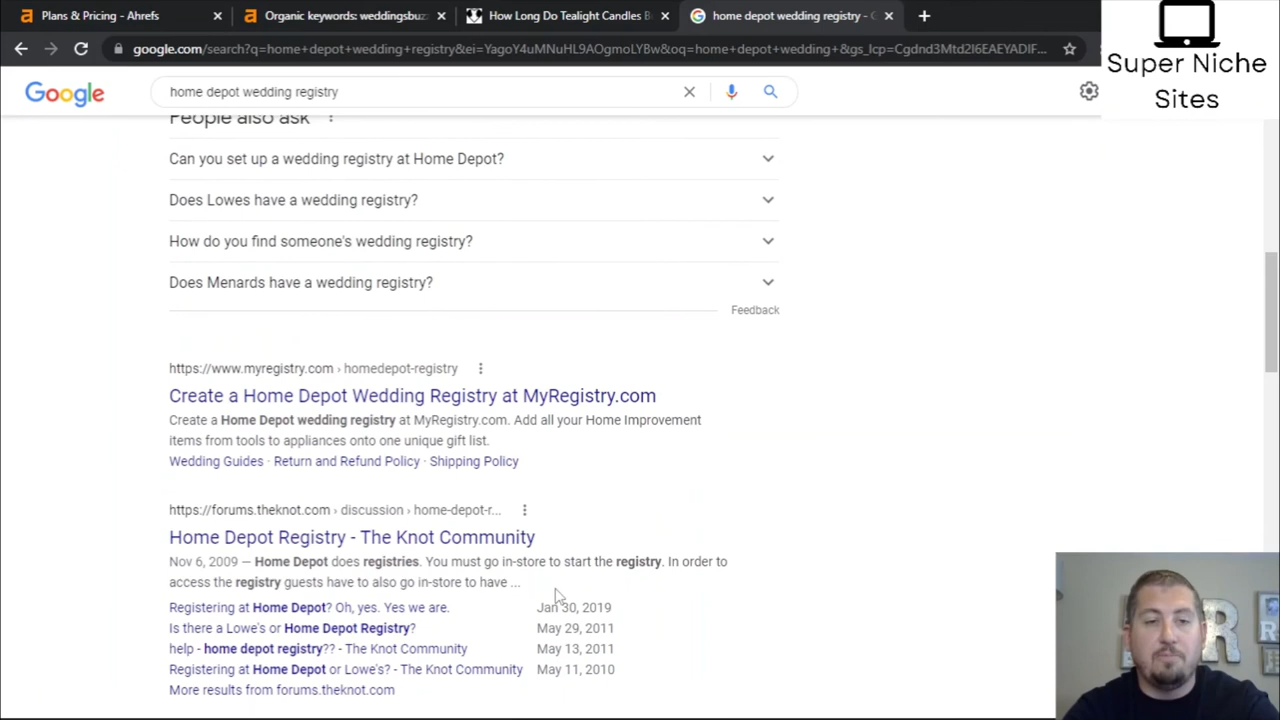 Plans & Pricing - Ahrefs
Organic keywords: weddingsbuzz
How Long Do Tealight Candles B
home depot wedding registry - G
google.com/search?q=home+depot+wedding+registry&ei=YagoY4uMNuHL9AOgmoLYBw&oq=home+depot+wedding+&gs_lcp=Cgdnd3Mtd2l6EAEYADIF...
Super Niche
Sites
Google
home depot wedding registry
People also ask
Can you set up a wedding registry at Home Depot?
Does Lowes have a wedding registry?
How do you find someone's wedding registry?
Does Menards have a wedding registry?
Feedback
https://www.myregistry.com › homedepot-registry
Create a Home Depot Wedding Registry at MyRegistry.com
Create a Home Depot wedding registry at MyRegistry.com. Add all your Home Improvement
items from tools to appliances onto one unique gift list.
Wedding Guides · Return and Refund Policy · Shipping Policy
https://forums.theknot.com › discussion › home-depot-r...
Home Depot Registry - The Knot Community
Nov 6, 2009 — Home Depot does registries. You must go in-store to start the registry. In order to
access the registry guests have to also go in-store to have ...
Registering at Home Depot? Oh, yes. Yes we are. Jan 30, 2019
Is there a Lowe's or Home Depot Registry? May 29, 2011
help - home depot registry?? - The Knot Community May 13, 2011
Registering at Home Depot or Lowe's? - The Knot Community May 11, 2010
More results from forums.theknot.com
R